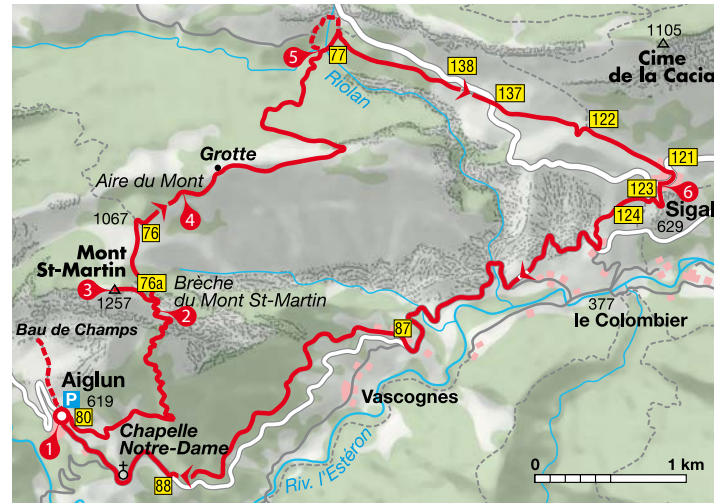 1105
Cime
de la Cacia
5
77
138
Riolan
137
122
121
Grotte
Aire du Mont
123
6
124
Sigal
629
4
1067
76
Mont
St-Martin
76a
Brèche
du Mont St-Martin
3
1257
2
377
le Colombier
Bau de Champs
87
Aiglun
P
619
80
Vascognes
Chapelle
Notre-Dame
1
88
Riv. l'Estéron
0
1 km